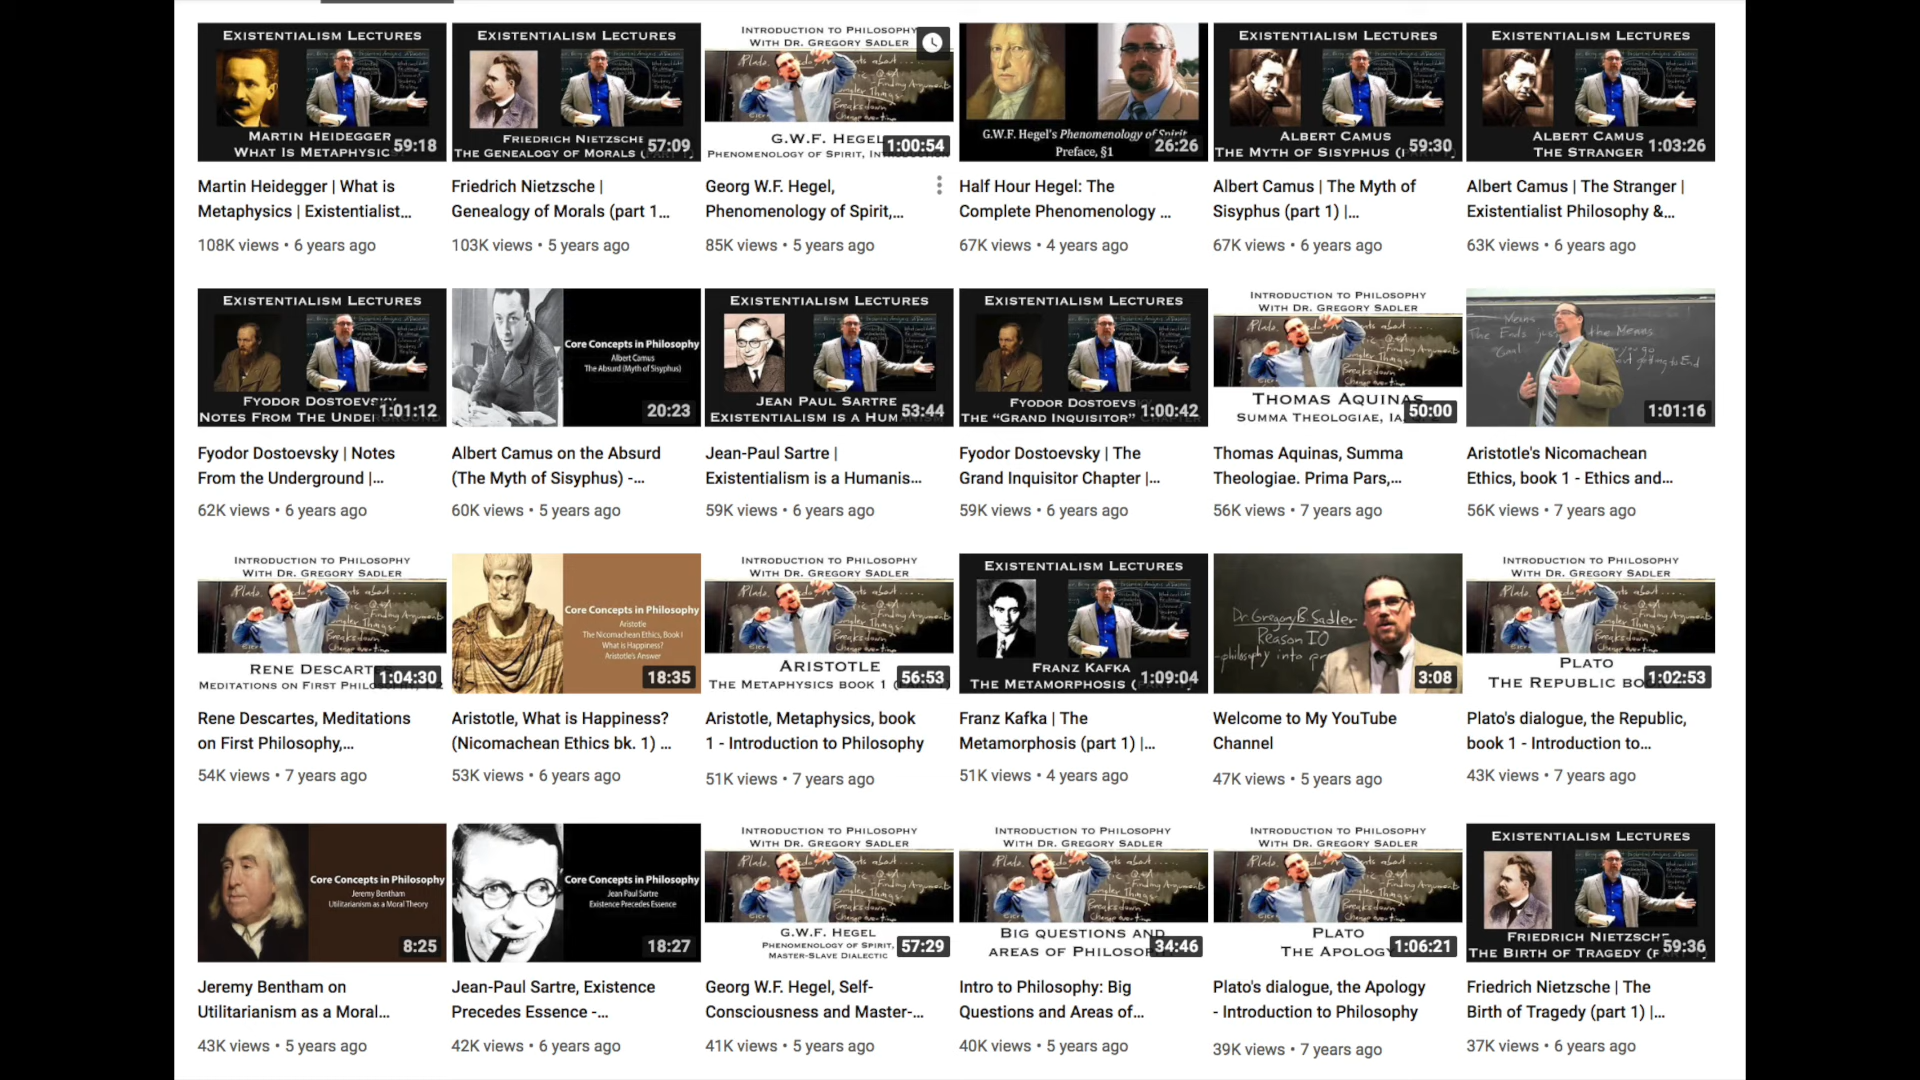 EXISTENTIALISM LECTURES
MARTIN HEIDEGGER
WHAT IS METAPHYSIC
59:18
Martin Heidegger | What is
Metaphysics | Existentialist...
108K views • 6 years ago
EXISTENTIALISM LECTURES
FRIEDRICH NIETZSCHE
THE GENEALOGY OF MORALS (
57:09
Friedrich Nietzsche |
Genealogy of Morals (part 1...
103K views • 5 years ago
INTRODUCTION TO PHILOSOPHY
WITH DR. GREGORY SADLER
G.W.F. HEGEL
PHENOMENOLOGY OF SPIRIT,
1:00:54
Georg W.F. Hegel,
Phenomenology of Spirit,...
85K views • 5 years ago
G.W.F. Hegel's Phenomenology of Spirit
Preface, §1
26:26
Half Hour Hegel: The
Complete Phenomenology ...
67K views • 4 years ago
EXISTENTIALISM LECTURES
ALBERT CAMUS
THE MYTH OF SISYPHUS (
59:30
Albert Camus | The Myth of
Sisyphus (part 1) |...
67K views • 6 years ago
EXISTENTIALISM LECTURES
ALBERT CAMUS
THE STRANGER
1:03:26
Albert Camus | The Stranger |
Existentialist Philosophy &...
63K views • 6 years ago
EXISTENTIALISM LECTURES
FYODOR DOSTOEVSKY
NOTES FROM THE UNDERGROUND
1:01:12
Fyodor Dostoevsky | Notes
From the Underground |...
62K views • 6 years ago
Core Concepts in Philosophy
Albert Camus
The Absurd (Myth of Sisyphus)
20:23
Albert Camus on the Absurd
(The Myth of Sisyphus) -...
60K views • 5 years ago
EXISTENTIALISM LECTURES
JEAN PAUL SARTRE
EXISTENTIALISM IS A HUM
53:44
Jean-Paul Sartre |
Existentialism is a Humanis...
59K views • 6 years ago
EXISTENTIALISM LECTURES
FYODOR DOSTOEVS
THE "GRAND INQUISITOR" CHAPTER
1:00:42
Fyodor Dostoevsky | The
Grand Inquisitor Chapter |...
59K views • 6 years ago
INTRODUCTION TO PHILOSOPHY
WITH DR. GREGORY SADLER
THOMAS AQUINAS
SUMMA THEOLOGIAE, IA
50:00
Thomas Aquinas, Summa
Theologiae. Prima Pars,...
56K views • 7 years ago
Means
The Ends just the Menes
Goal
1:01:16
Aristotle's Nicomachean
Ethics, book 1 - Ethics and...
56K views • 7 years ago
INTRODUCTION TO PHILOSOPHY
WITH DR. GREGORY SADLER
RENE DESCARTES
MEDITATIONS ON FIRST PHILO
1:04:30
Rene Descartes, Meditations
on First Philosophy,...
54K views • 7 years ago
Core Concepts in Philosophy
Aristotle
The Nicomachean Ethics, Book I
What is Happiness?
Aristotle's Answer
18:35
Aristotle, What is Happiness?
(Nicomachean Ethics bk. 1) ...
53K views • 6 years ago
INTRODUCTION TO PHILOSOPHY
WITH DR. GREGORY SADLER
ARISTOTLE
THE METAPHYSICS BOOK 1 (
56:53
Aristotle, Metaphysics, book
1 - Introduction to Philosophy
51K views • 7 years ago
EXISTENTIALISM LECTURES
FRANZ KAFKA
THE METAMORPHOSIS (
1:09:04
Franz Kafka | The
Metamorphosis (part 1) |...
51K views • 4 years ago
Dr Gregory B Sadler
Reason IO
philosophy into pr
3:08
Welcome to My YouTube
Channel
47K views • 5 years ago
INTRODUCTION TO PHILOSOPHY
WITH DR. GREGORY SADLER
PLATO
THE REPUBLIC BO
1:02:53
Plato's dialogue, the Republic,
book 1 - Introduction to...
43K views • 7 years ago
Core Concepts in Philosophy
Jeremy Bentham
Utilitarianism as a Moral Theory
8:25
Jeremy Bentham on
Utilitarianism as a Moral...
43K views • 5 years ago
Core Concepts in Philosophy
Jean Paul Sartre
Existence Precedes Essence
18:27
Jean-Paul Sartre, Existence
Precedes Essence -...
42K views • 6 years ago
INTRODUCTION TO PHILOSOPHY
WITH DR. GREGORY SADLER
G.W.F. HEGEL
PHENOMENOLOGY OF SPIRIT,
MASTER-SLAVE DIALECTIC
57:29
Georg W.F. Hegel, Self-
Consciousness and Master-...
41K views • 5 years ago
INTRODUCTION TO PHILOSOPHY
WITH DR. GREGORY SADLER
BIG QUESTIONS AND
AREAS OF PHILOSOP
34:46
Intro to Philosophy: Big
Questions and Areas of...
40K views • 5 years ago
INTRODUCTION TO PHILOSOPHY
WITH DR. GREGORY SADLER
PLATO
THE APOLOGY
1:06:21
Plato's dialogue, the Apology
- Introduction to Philosophy
39K views • 7 years ago
EXISTENTIALISM LECTURES
FRIEDRICH NIETZSCHE
THE BIRTH OF TRAGEDY (
59:36
Friedrich Nietzsche | The
Birth of Tragedy (part 1) |...
37K views • 6 years ago